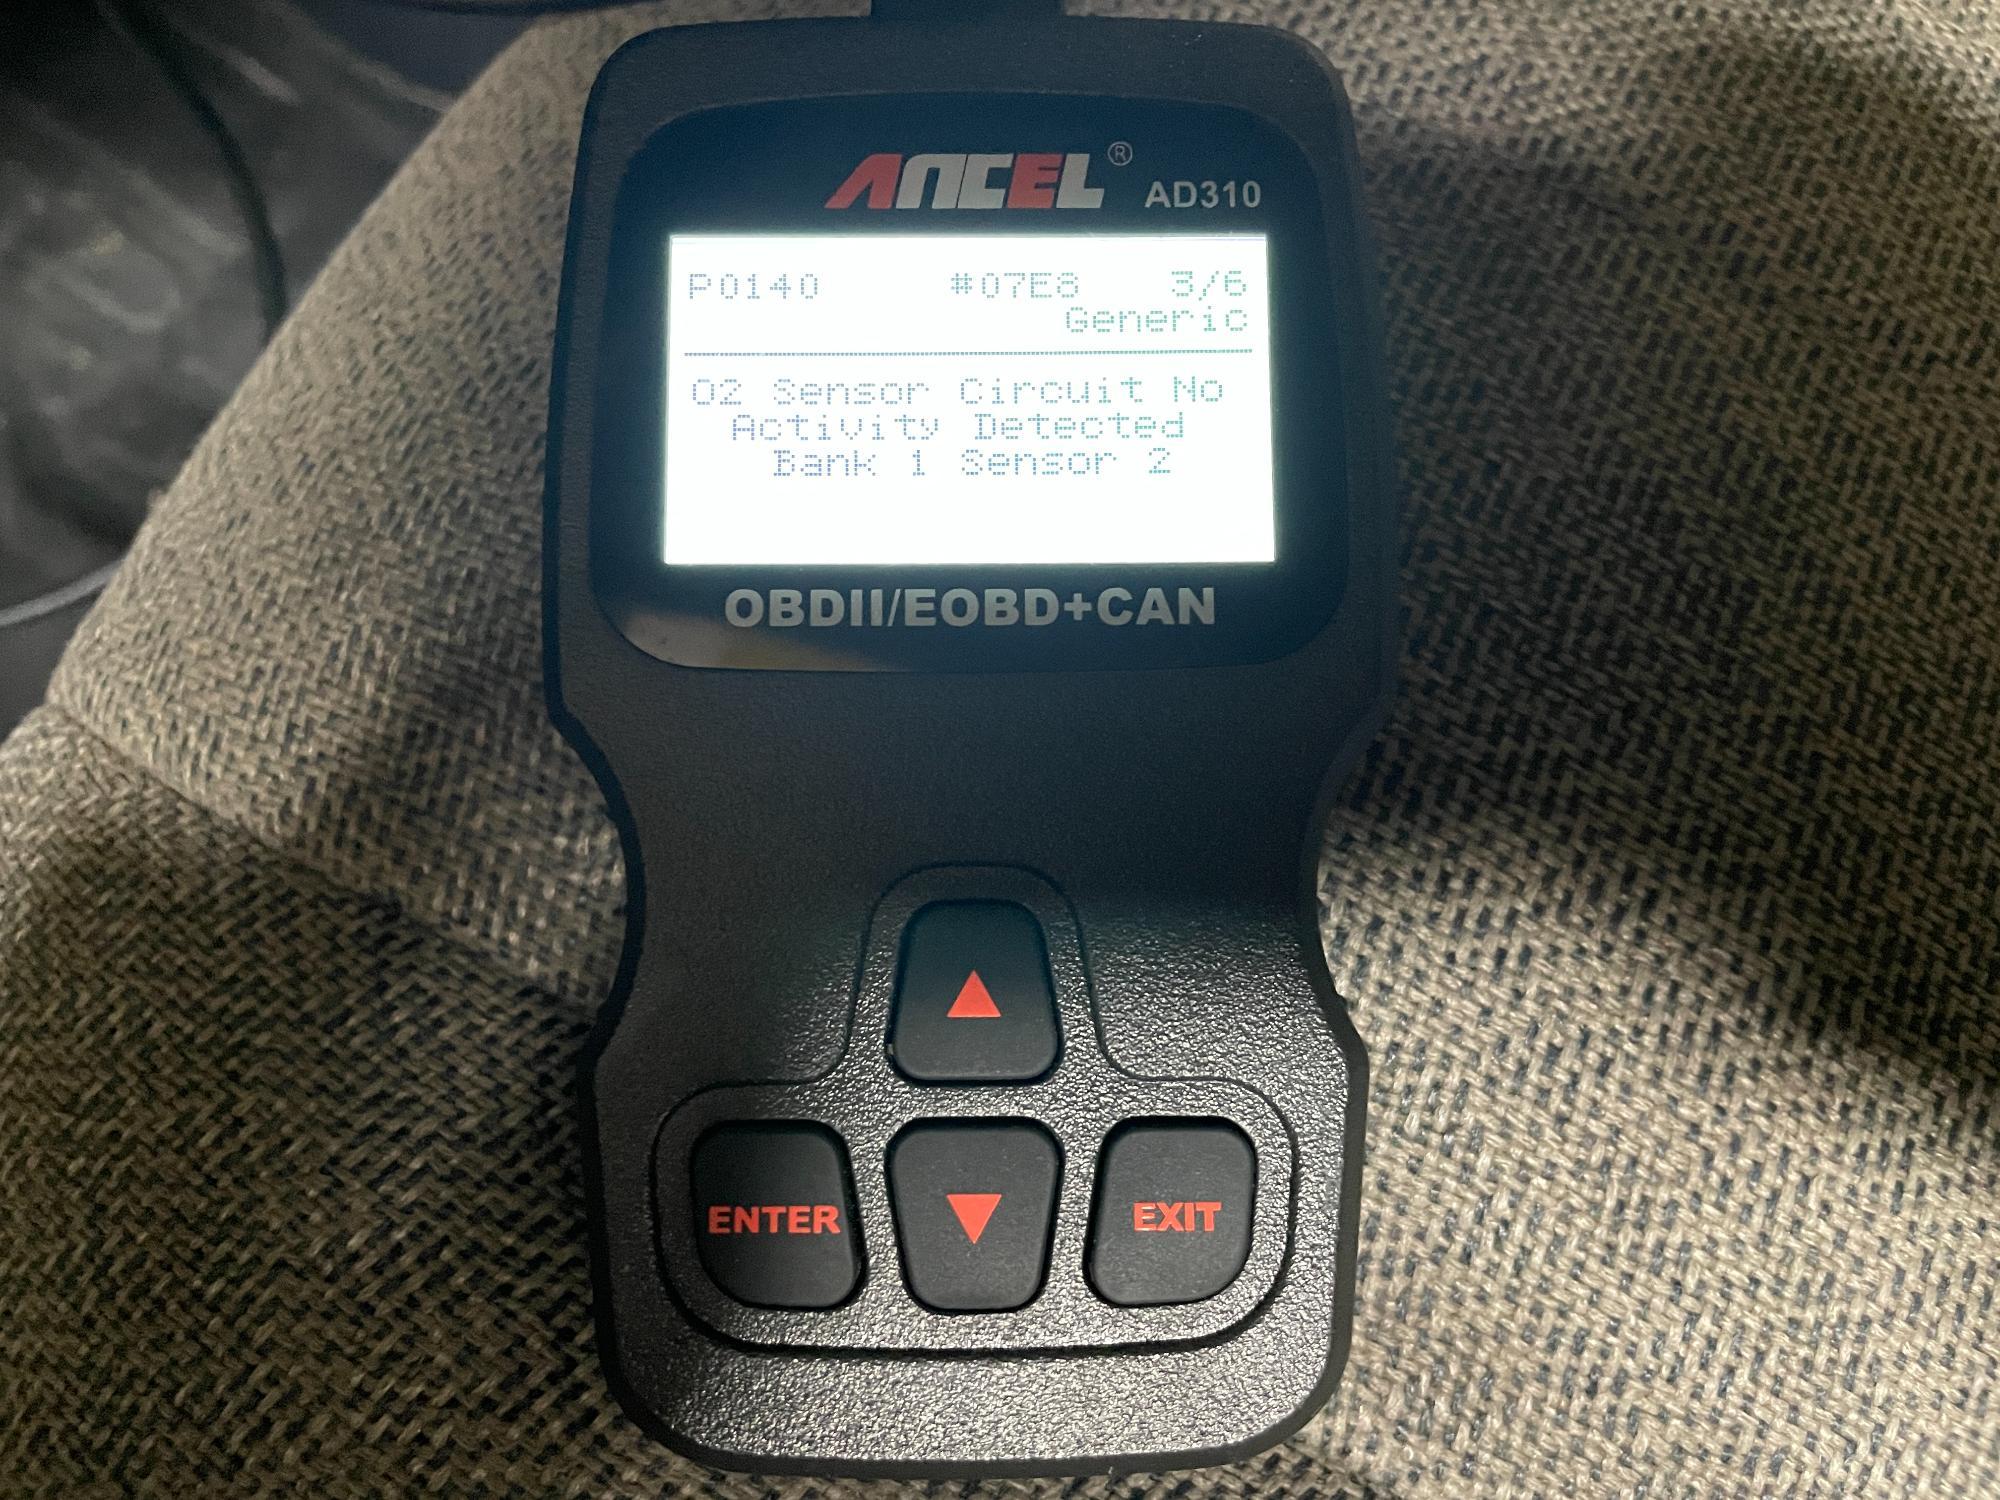 ANCEL® AD310
P0140 #07E8 3/6
Generic
O2 Sensor Circuit No
Activity Detected
Bank 1 Sensor 2
OBDII/EOBD+CAN
▲
ENTER ▼ EXIT